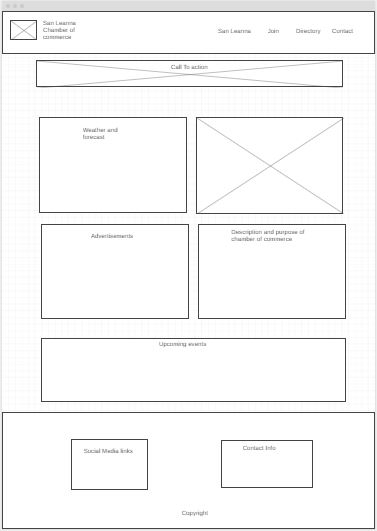 San Leanna
Chamber of
commerce
San Leanna Join Directory Contact
Call To action
Weather and
forecast
Advertisements
Description and purpose of
chamber of commerce
Upcoming events
Social Media links
Contact Info
Copyright